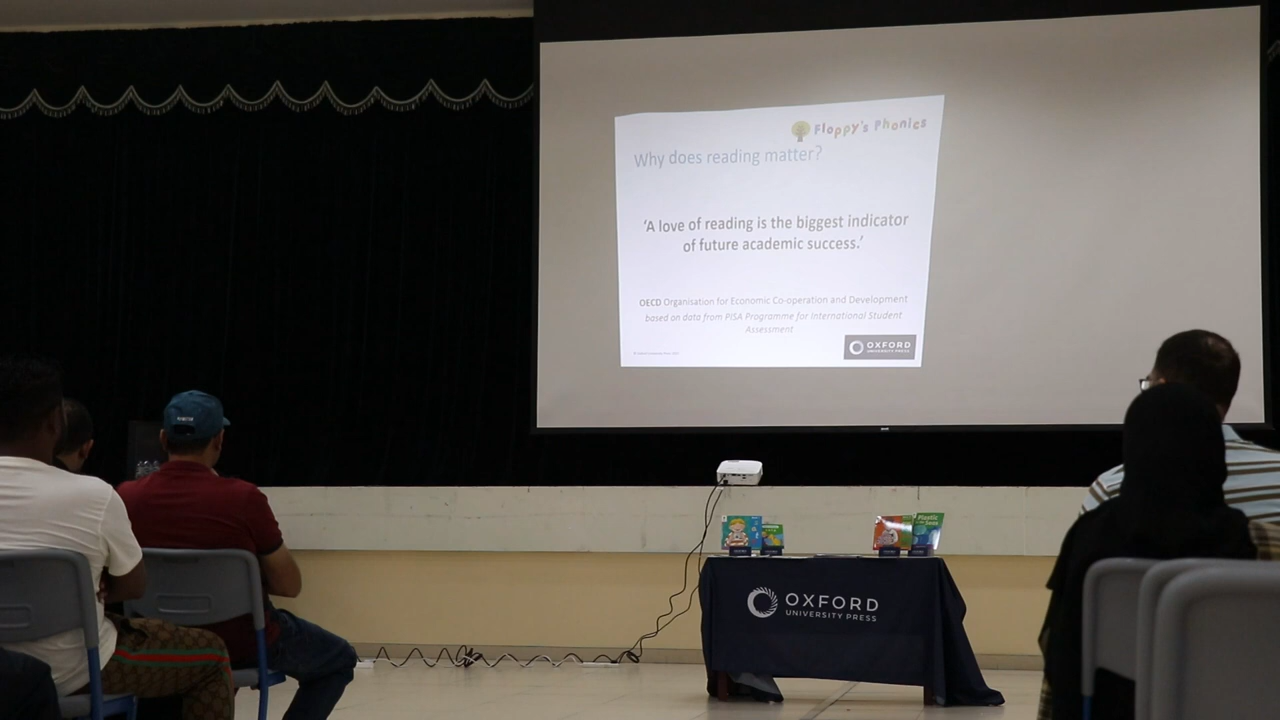 Floppy's Phonics
Why does reading matter?
‘A love of reading is the biggest indicator
of future academic success.’
OECD Organisation for Economic Co-operation and Development
based on data from PISA Programme for International Student
Assessment
OXFORD
UNIVERSITY PRESS
Plastic
Seas
OXFORD
UNIVERSITY PRESS